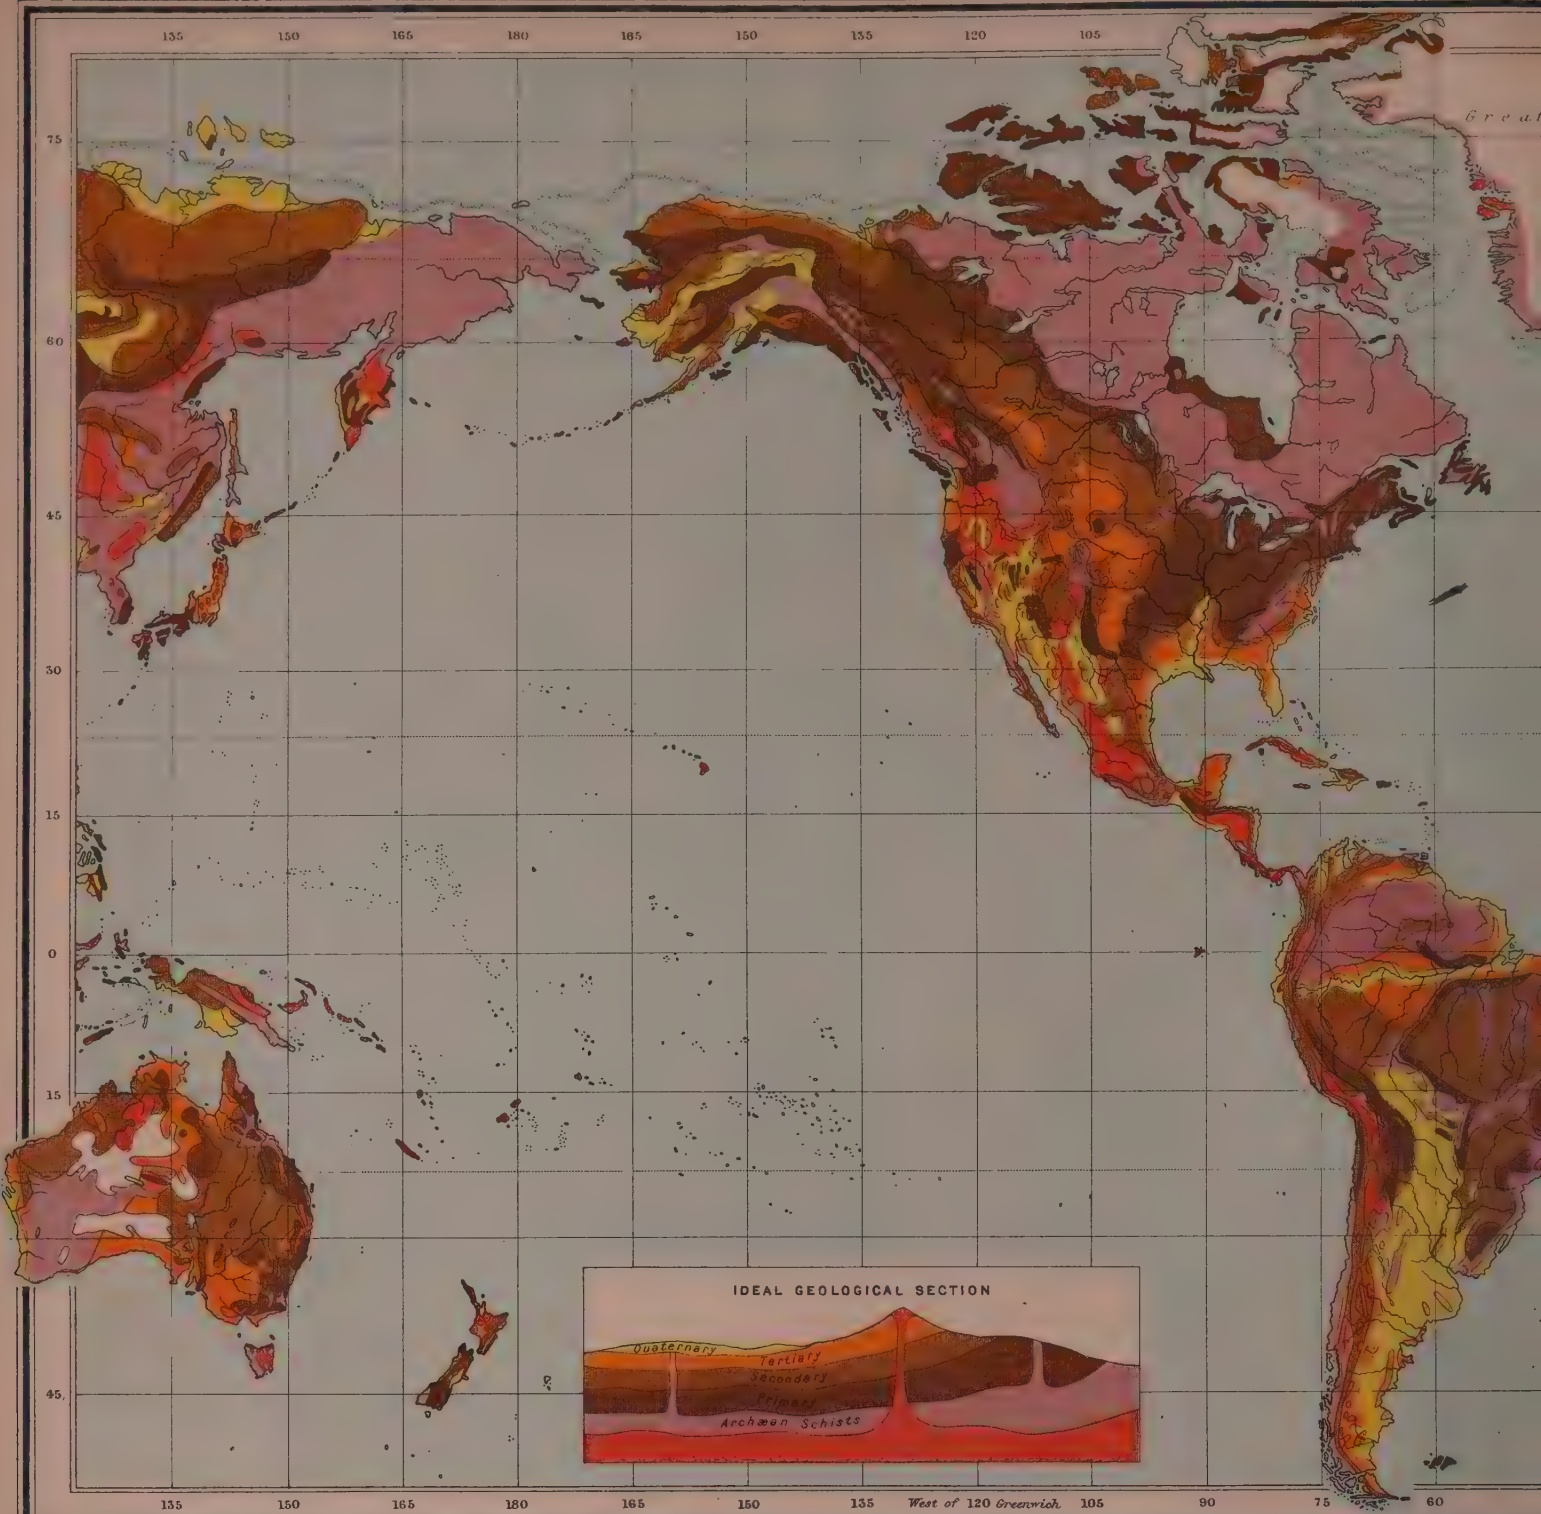 135 150 165 180 165 150 135 120 105
Great
75
60
45
30
15
0
15
45
IDEAL GEOLOGICAL SECTION
Quaternary
Tertiary
Secondary
Primary
Archæan Schists
135 150 165 180 165 150 135 West of 120 Greenwich 105 90 75 60